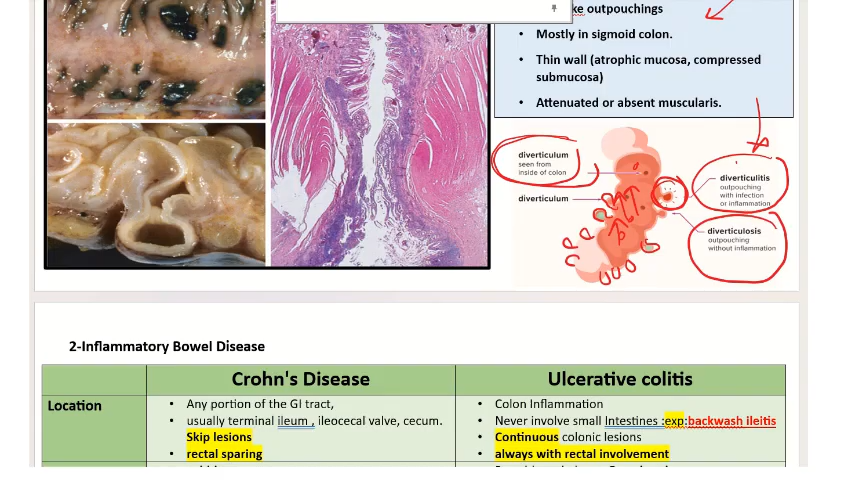 outpouchings
• Mostly in sigmoid colon.
• Thin wall (atrophic mucosa, compressed
submucosa)
• Attenuated or absent muscularis.
diverticulum
seen from
inside of colon
diverticulum
diverticulitis
outpouching
with infection
or inflammation
diverticulosis
outpouching
without inflammation
2-Inflammatory Bowel Disease
Crohn's Disease
Ulcerative colitis
Location
• Any portion of the GI tract,
• usually terminal ileum , ileocecal valve, cecum.
Skip lesions
• rectal sparing
• Colon Inflammation
• Never involve small Intestines :exp:backwash ileitis
• Continuous colonic lesions
• always with rectal involvement